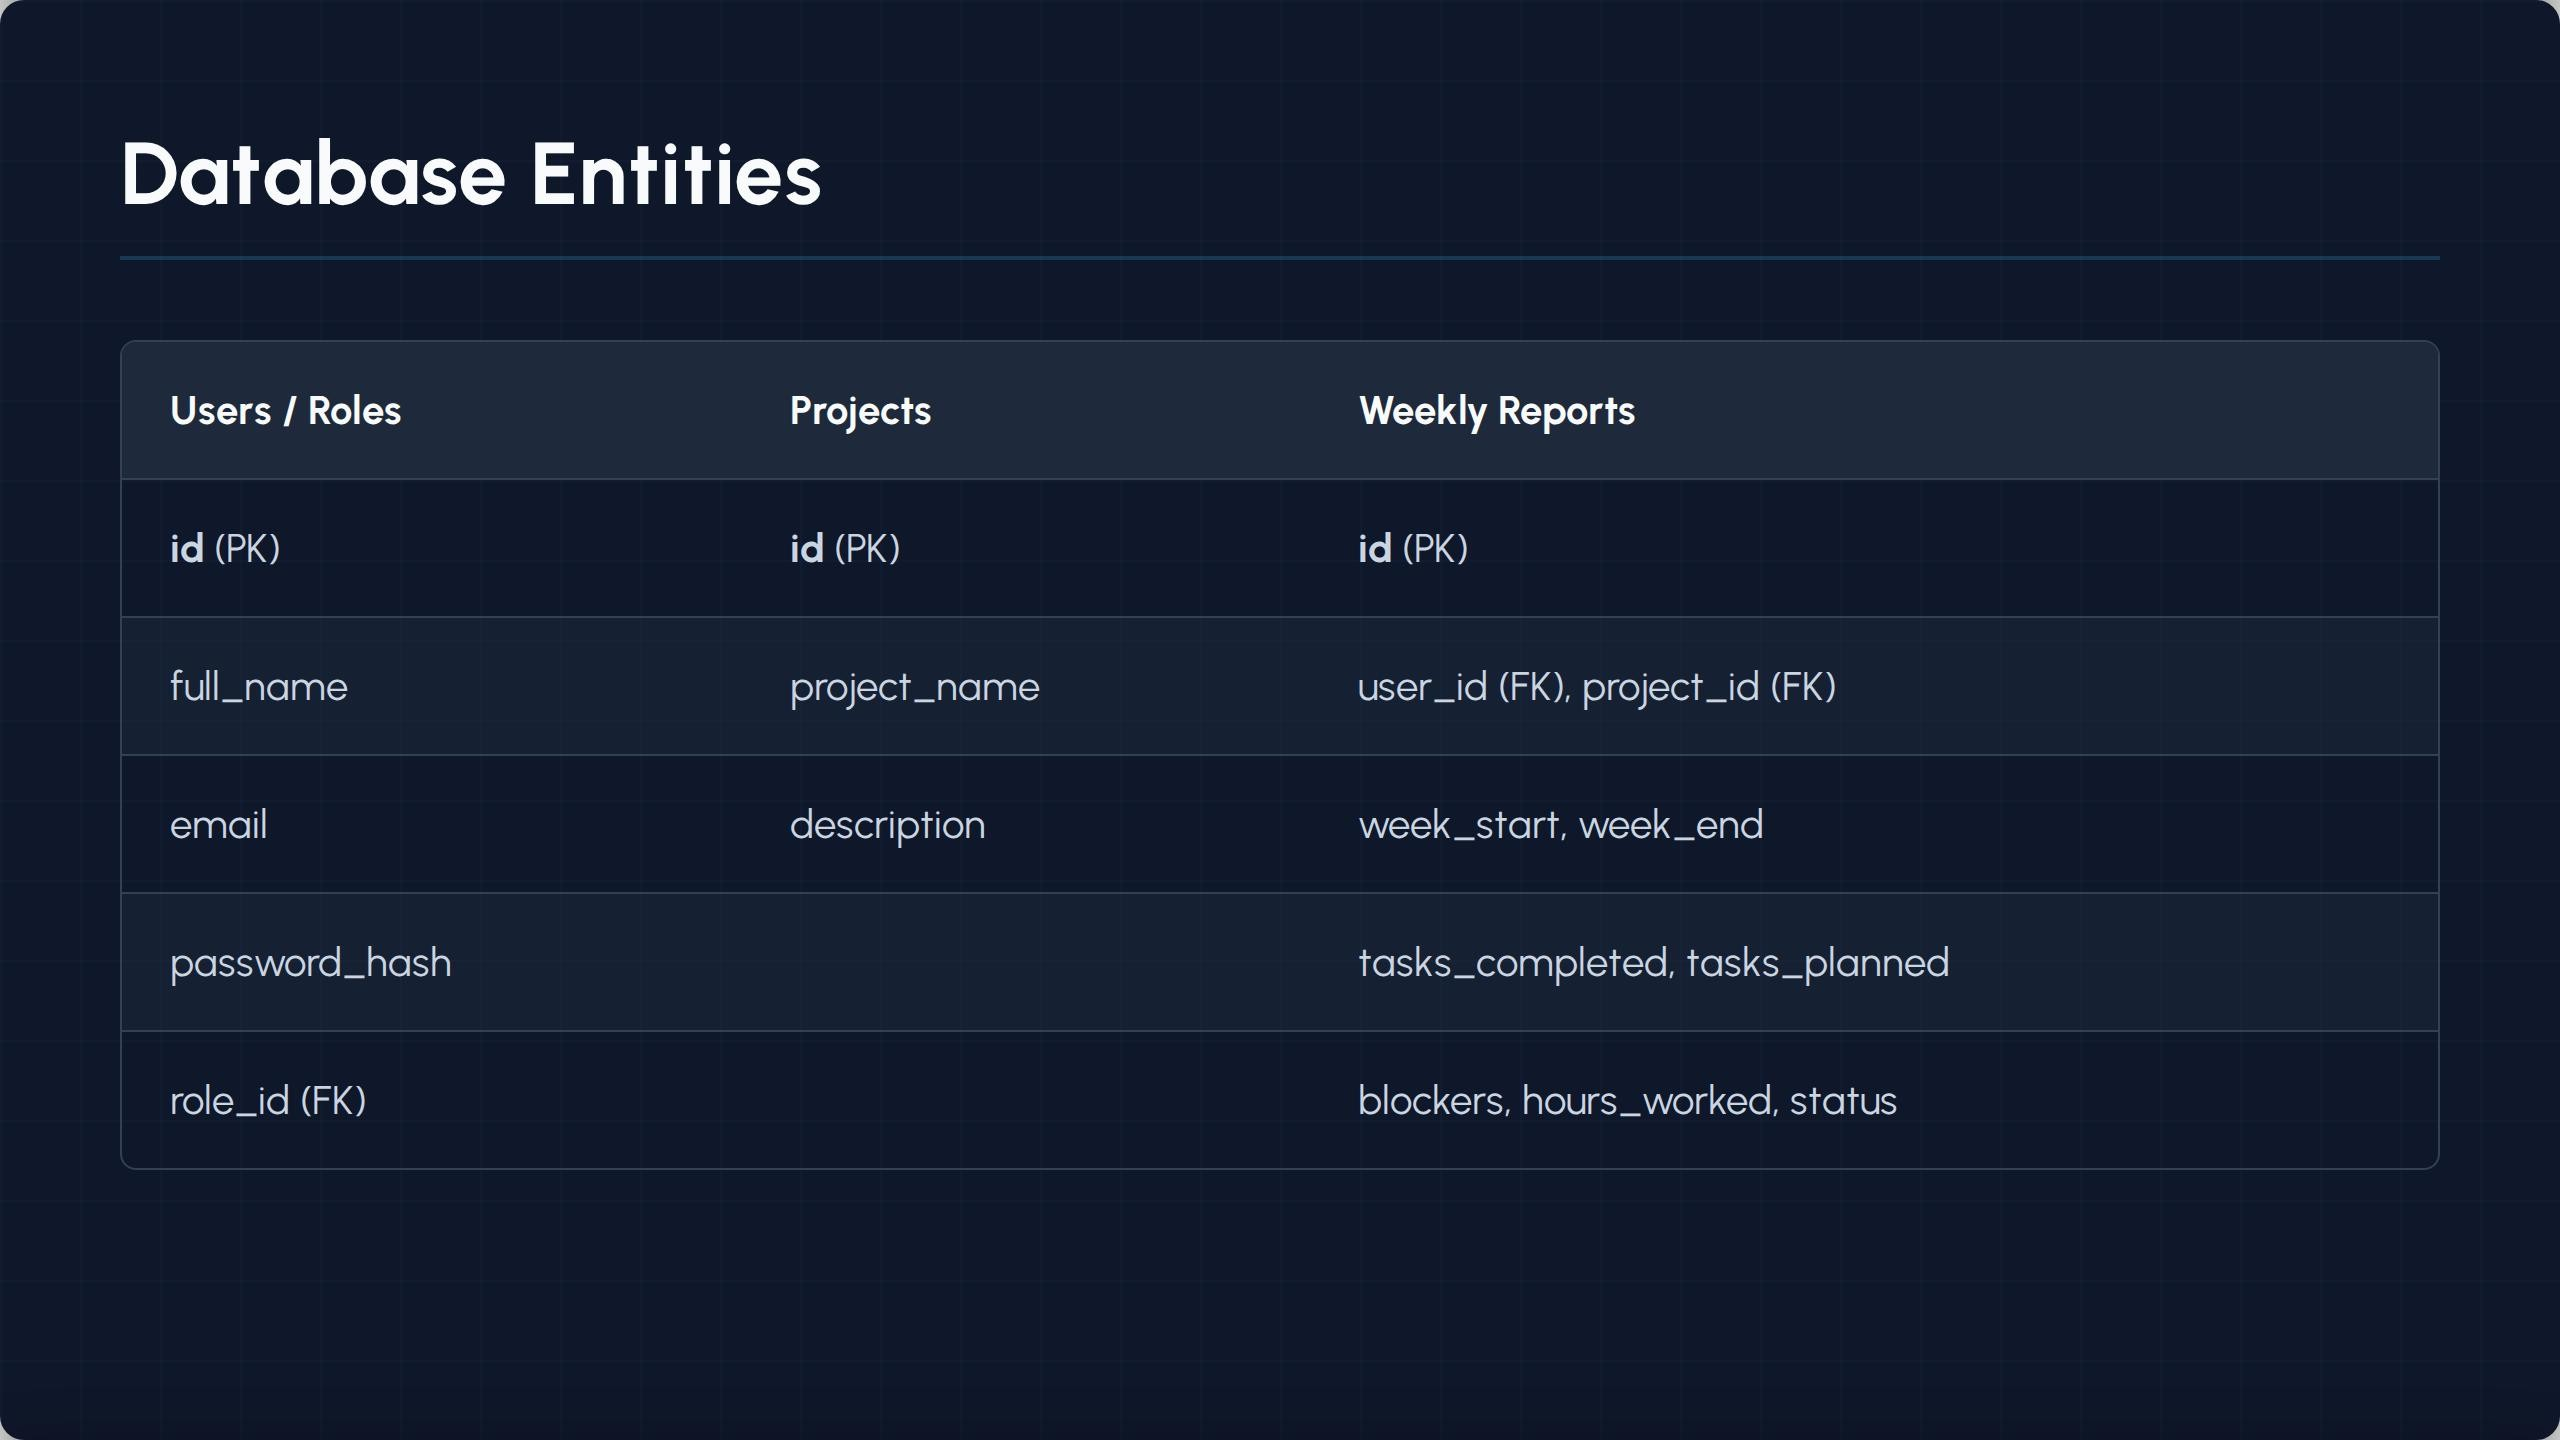 Database Entities
Users / Roles Projects Weekly Reports
id (PK) id (PK) id (PK)
full_name project_name user_id (FK), project_id (FK)
email description week_start, week_end
password_hash tasks_completed, tasks_planned
role_id (FK) blockers, hours_worked, status